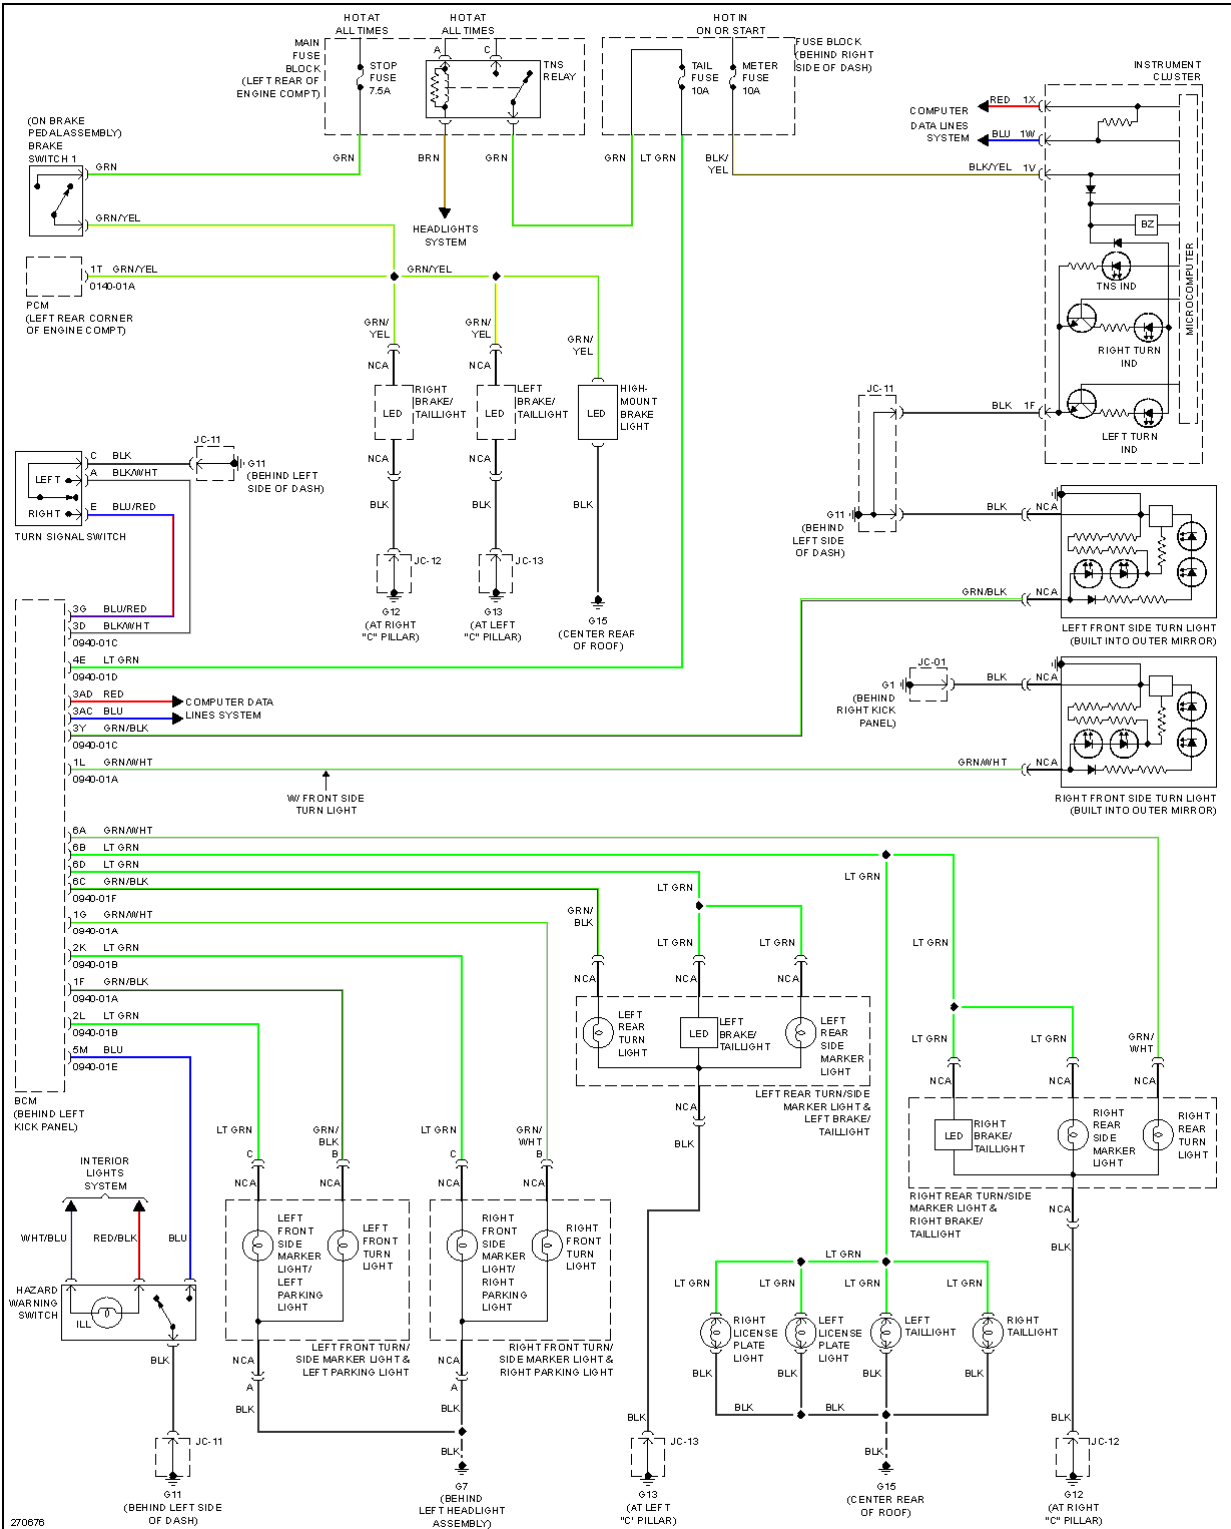 HOT AT
ALL TIMES
HOT AT
ALL TIMES
HOT IN
ON OR START
MAIN
FUSE
BLOCK
(LEFT REAR OF
ENGINE COMPT)
STOP
FUSE
7.5A
A
C
TNS
RELAY
TAIL
FUSE
10A
METER
FUSE
10A
FUSE BLOCK
(BEHIND RIGHT
SIDE OF DASH)
INSTRUMENT
CLUSTER
COMPUTER
DATA LINES
SYSTEM
RED 1X
BLU 1W
BLK/YEL 1V
BZ
TNS IND
RIGHT TURN
IND
LEFT TURN
IND
MICROCOMPUTER
BLK 1F
(ON BRAKE
PEDALASSEMBLY)
BRAKE
SWITCH 1
GRN
GRN/YEL
GRN
BRN
GRN
GRN
LT GRN
BLK/
YEL
HEADLIGHTS
SYSTEM
1T GRN/YEL
0140-01A
GRN/YEL
PCM
(LEFT REAR CORNER
OF ENGINE COMPT)
GRN/
YEL
GRN/
YEL
GRN/
YEL
NCA
NCA
LED
RIGHT
BRAKE/
TAILLIGHT
LED
LEFT
BRAKE/
TAILLIGHT
LED
HIGH-
MOUNT
BRAKE
LIGHT
NCA
NCA
BLK
BLK
BLK
JC-12
JC-13
G12
(AT RIGHT
"C" PILLAR)
G13
(AT LEFT
"C" PILLAR)
G15
(CENTER REAR
OF ROOF)
JC-11
G11
(BEHIND
LEFT SIDE
OF DASH)
BLK
NCA
GRN/BLK
NCA
LEFT FRONT SIDE TURN LIGHT
(BUILT INTO OUTER MIRROR)
JC-01
G1
(BEHIND
RIGHT KICK
PANEL)
BLK
NCA
GRN/WHT
NCA
RIGHT FRONT SIDE TURN LIGHT
(BUILT INTO OUTER MIRROR)
LEFT
RIGHT
C BLK
A BLK/WHT
E BLU/RED
JC-11
G11
(BEHIND LEFT
SIDE OF DASH)
TURN SIGNAL SWITCH
3G BLU/RED
3D BLK/WHT
0940-01C
4E LT GRN
0940-01D
3AD RED
3AC BLU
COMPUTER DATA
LINES SYSTEM
3Y GRN/BLK
0940-01C
1L GRN/WHT
0940-01A
W/ FRONT SIDE
TURN LIGHT
6A GRN/WHT
6B LT GRN
6D LT GRN
6C GRN/BLK
0940-01F
1G GRN/WHT
0940-01A
2K LT GRN
0940-01B
1F GRN/BLK
0940-01A
2L LT GRN
0940-01B
5M BLU
0940-01E
BCM
(BEHIND LEFT
KICK PANEL)
LT GRN
LT GRN
GRN/
BLK
LT GRN
LT GRN
LT GRN
NCA
NCA
NCA
LEFT
REAR
TURN
LIGHT
LED
LEFT
BRAKE/
TAILLIGHT
LEFT
REAR
SIDE
MARKER
LIGHT
LEFT REAR TURN/SIDE
MARKER LIGHT &
LEFT BRAKE/
TAILLIGHT
NCA
BLK
LT GRN
LT GRN
GRN/
WHT
NCA
NCA
NCA
LED
RIGHT
BRAKE/
TAILLIGHT
RIGHT
REAR
SIDE
MARKER
LIGHT
RIGHT
REAR
TURN
LIGHT
RIGHT REAR TURN/SIDE
MARKER LIGHT &
RIGHT BRAKE/
TAILLIGHT
NCA
BLK
LT GRN
GRN/
BLK
LT GRN
GRN/
WHT
C
B
C
B
NCA
NCA
NCA
NCA
LEFT
FRONT
SIDE
MARKER
LIGHT/
LEFT
PARKING
LIGHT
LEFT
FRONT
TURN
LIGHT
RIGHT
FRONT
SIDE
MARKER
LIGHT/
RIGHT
PARKING
LIGHT
RIGHT
FRONT
TURN
LIGHT
LEFT FRONT TURN/
SIDE MARKER LIGHT &
LEFT PARKING LIGHT
RIGHT FRONT TURN/
SIDE MARKER LIGHT &
RIGHT PARKING LIGHT
NCA
A
BLK
NCA
A
BLK
BLK
G7
(BEHIND
LEFT HEADLIGHT
ASSEMBLY)
INTERIOR
LIGHTS
SYSTEM
WHT/BLU
RED/BLK
BLU
HAZARD
WARNING
SWITCH
ILL
BLK
JC-11
G11
(BEHIND LEFT SIDE
OF DASH)
LT GRN
LT GRN
LT GRN
LT GRN
LT GRN
RIGHT
LICENSE
PLATE
LIGHT
LEFT
LICENSE
PLATE
LIGHT
LEFT
TAILLIGHT
RIGHT
TAILLIGHT
BLK
BLK
BLK
BLK
BLK
BLK
BLK
JC-13
G13
(AT LEFT
'C' PILLAR)
BLK
G15
(CENTER REAR
OF ROOF)
BLK
JC-12
G12
(AT RIGHT
"C" PILLAR)
270676